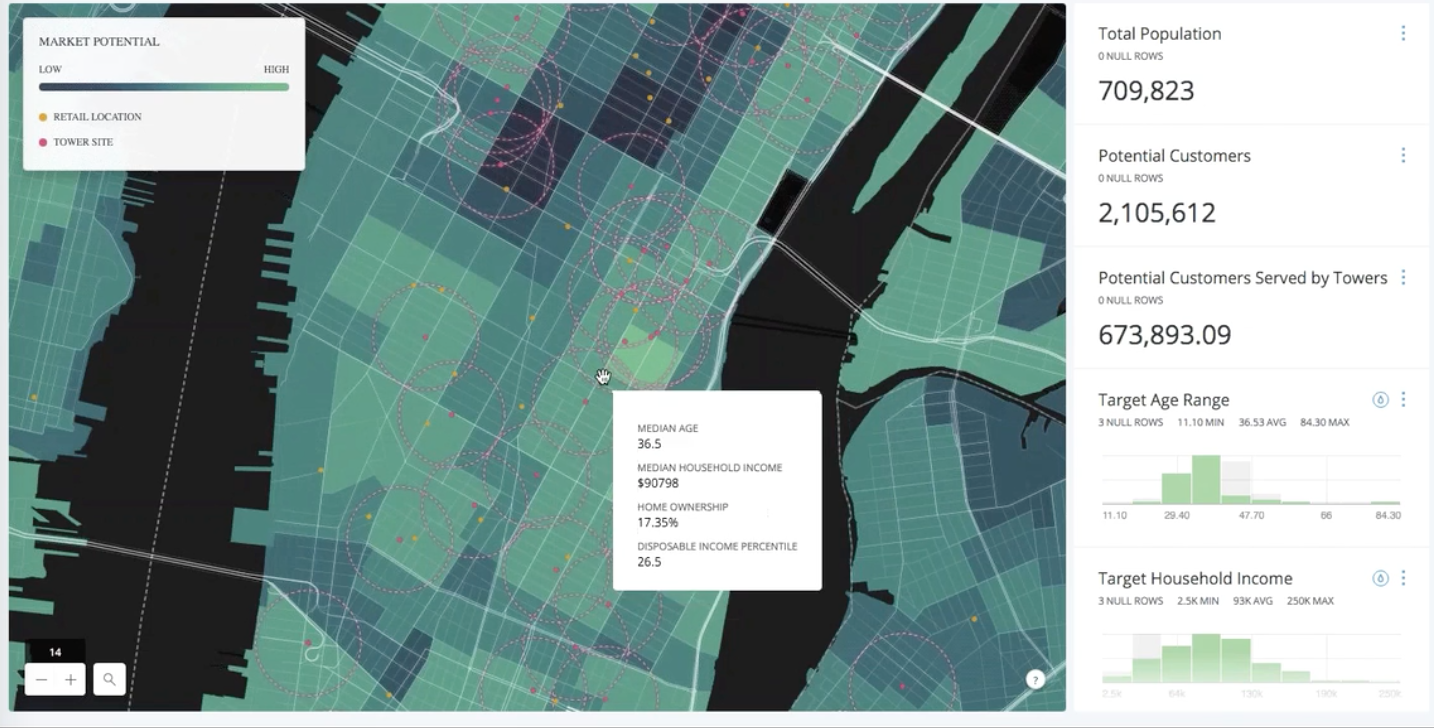 MARKET POTENTIAL
LOW HIGH
RETAIL LOCATION
TOWER SITE
MEDIAN AGE
36.5
MEDIAN HOUSEHOLD INCOME
$90798
HOME OWNERSHIP
17.35%
DISPOSABLE INCOME PERCENTILE
26.5
14
?
Total Population
0 NULL ROWS
709,823
Potential Customers
0 NULL ROWS
2,105,612
Potential Customers Served by Towers
0 NULL ROWS
673,893.09
Target Age Range
3 NULL ROWS 11.10 MIN 36.53 AVG 84.30 MAX
11.10 29.40 47.70 66 84.30
Target Household Income
3 NULL ROWS 2.5K MIN 93K AVG 250K MAX
2.5k 64k 130k 190k 250k